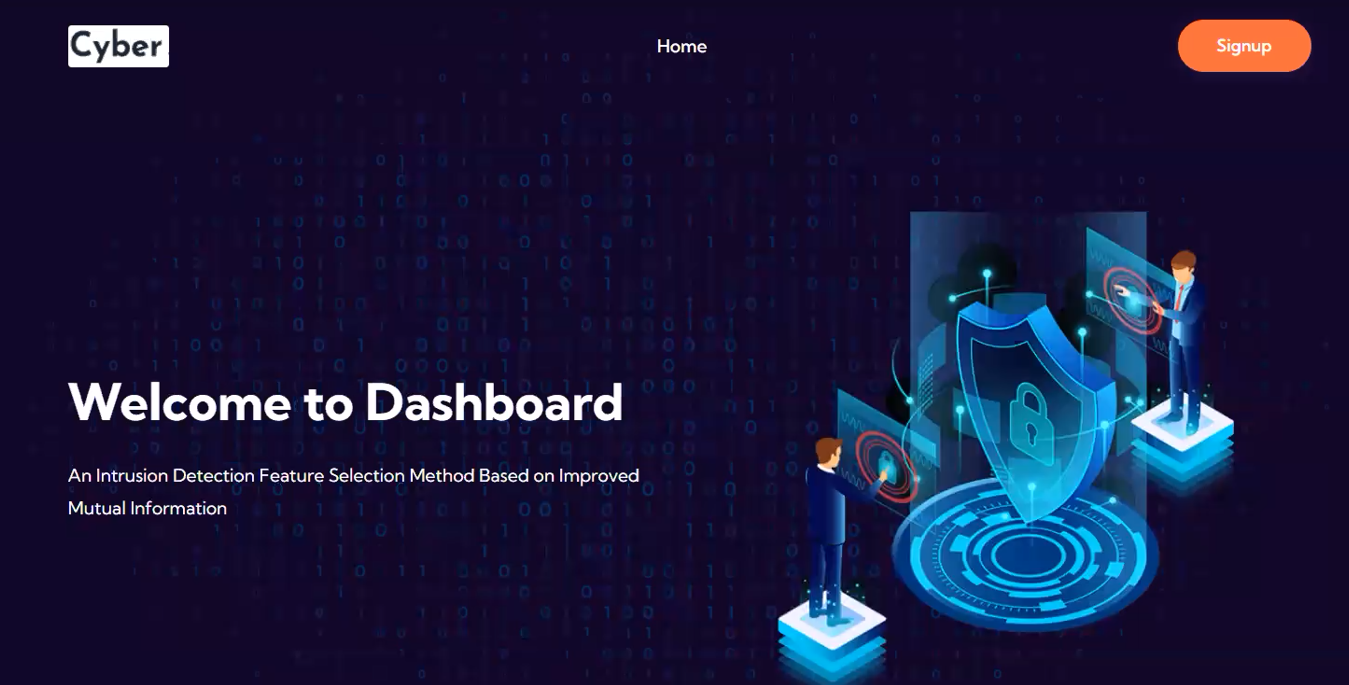 Cyber
Home
Signup
Welcome to Dashboard
An Intrusion Detection Feature Selection Method Based on Improved
Mutual Information